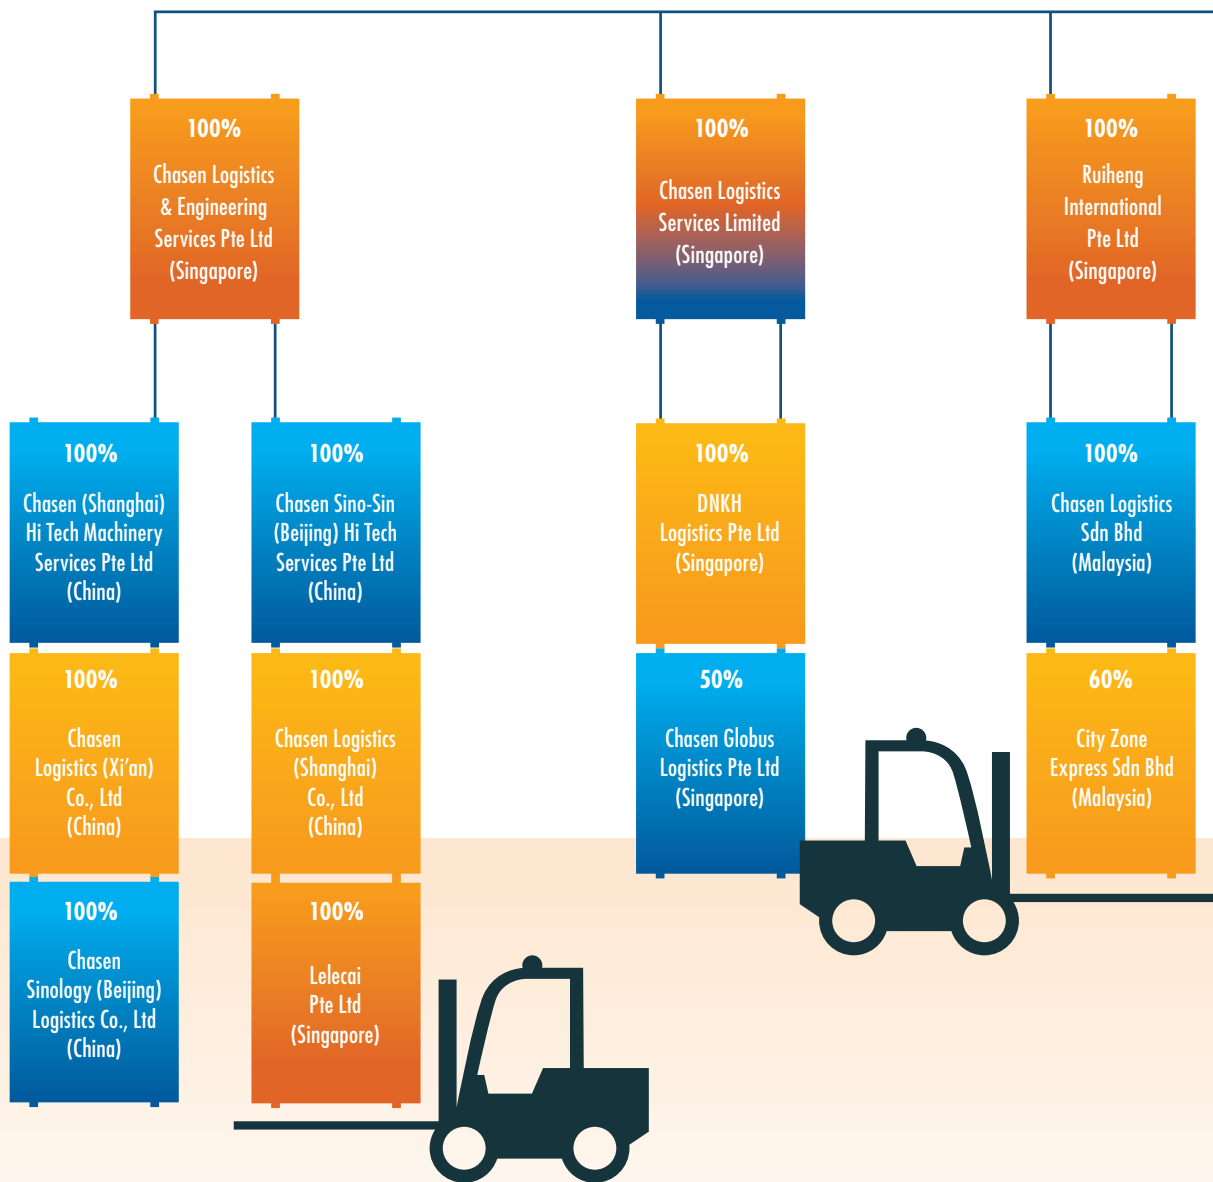 100%
Chasen Logistics
& Engineering
Services Pte Ltd
(Singapore)
100%
Chasen Logistics
Services Limited
(Singapore)
100%
Ruiheng
International
Pte Ltd
(Singapore)
100%
Chasen (Shanghai)
Hi Tech Machinery
Services Pte Ltd
(China)
100%
Chasen Sino-Sin
(Beijing) Hi Tech
Services Pte Ltd
(China)
100%
DNKH
Logistics Pte Ltd
(Singapore)
100%
Chasen Logistics
Sdn Bhd
(Malaysia)
100%
Chasen
Logistics (Xi’an)
Co., Ltd
(China)
100%
Chasen Logistics
(Shanghai)
Co., Ltd
(China)
50%
Chasen Globus
Logistics Pte Ltd
(Singapore)
60%
City Zone
Express Sdn Bhd
(Malaysia)
100%
Chasen
Sinology (Beijing)
Logistics Co., Ltd
(China)
100%
Lelecai
Pte Ltd
(Singapore)